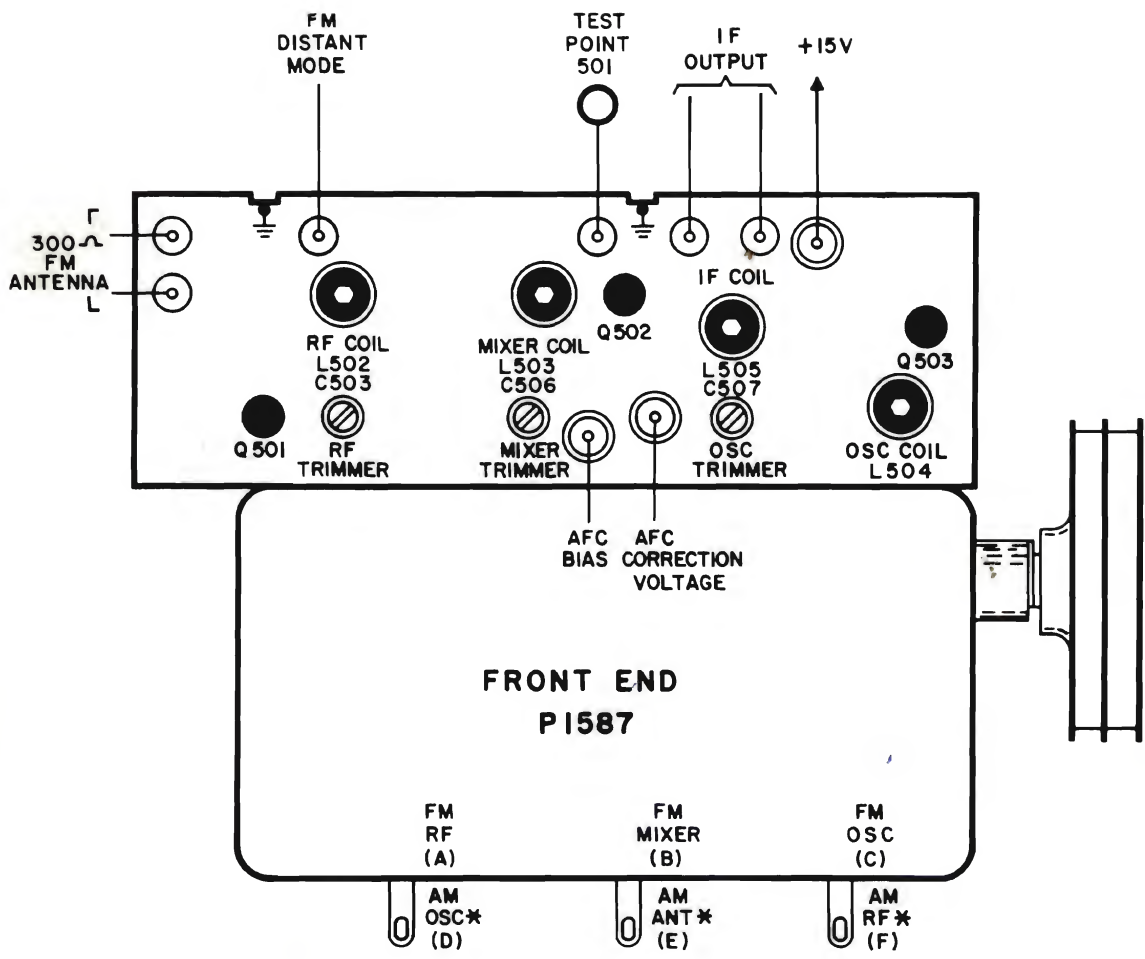 FM
DISTANT
MODE
TEST
POINT
501
IF
OUTPUT
+15V
300 Ω
FM
ANTENNA
RF COIL
L502
C503
MIXER COIL
L503
C506
Q502
IF COIL
L505
C507
Q503
Q501
RF
TRIMMER
MIXER
TRIMMER
OSC
TRIMMER
OSC COIL
L504
AFC
BIAS
AFC
CORRECTION
VOLTAGE
FRONT END
P1587
FM
RF
(A)
FM
MIXER
(B)
FM
OSC
(C)
AM
OSC*
(D)
AM
ANT*
(E)
AM
RF*
(F)